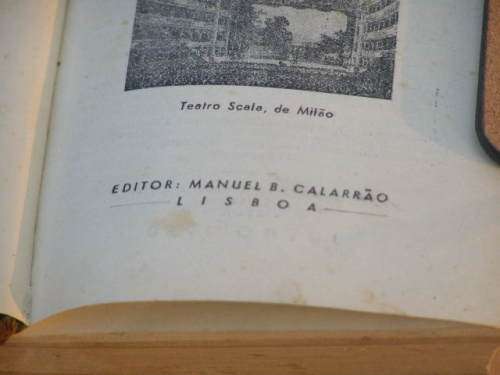 Teatro Scala, de Milão
EDITOR: MANUEL B. CALARRÃO
LISBOA